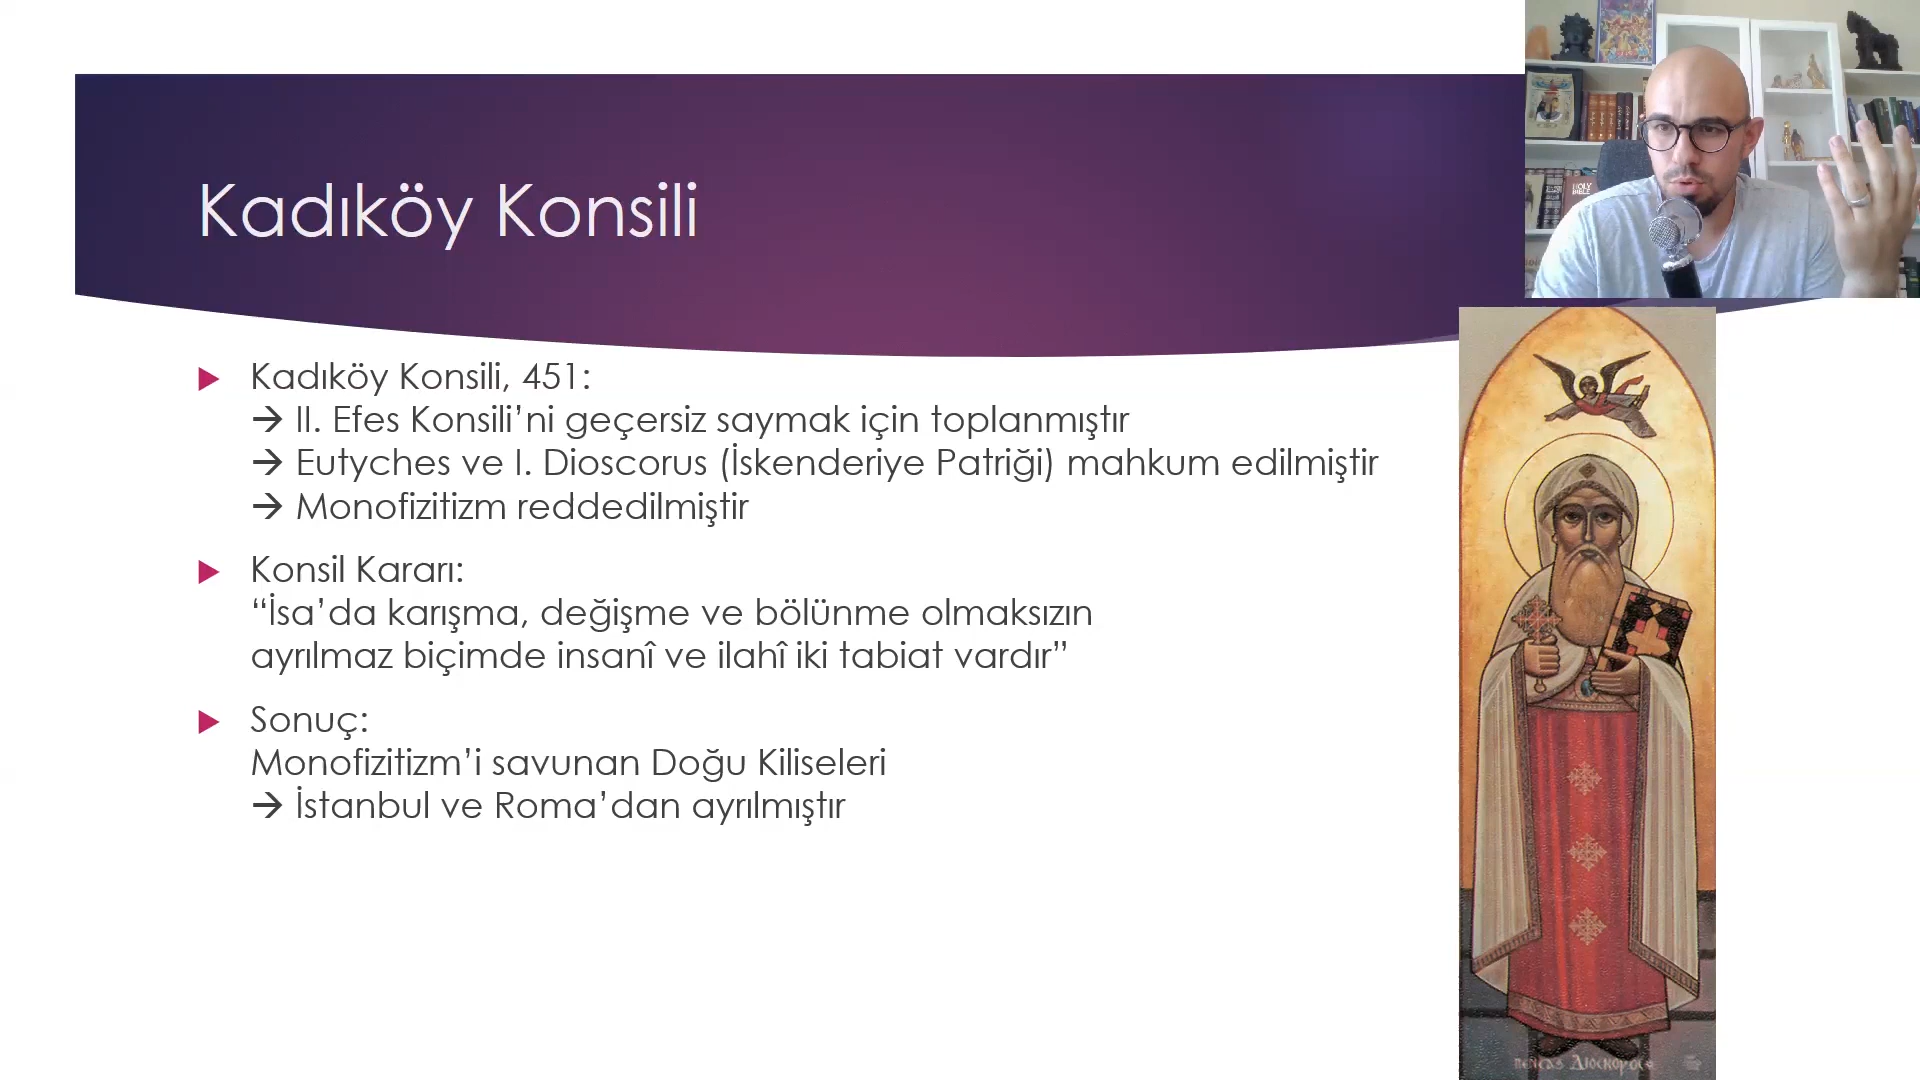 Kadıköy Konsili
Kadıköy Konsili, 451:
→ II. Efes Konsili’ni geçersiz saymak için toplanmıştır
→ Eutyches ve I. Dioscorus (İskenderiye Patriği) mahkum edilmiştir
→ Monofizitizm reddedilmiştir
Konsil Kararı:
“İsa’da karışma, değişme ve bölünme olmaksızın
ayrılmaz biçimde insanî ve ilahî iki tabiat vardır”
Sonuç:
Monofizitizm’i savunan Doğu Kiliseleri
→ İstanbul ve Roma’dan ayrılmıştır
HOLY
BIBLE